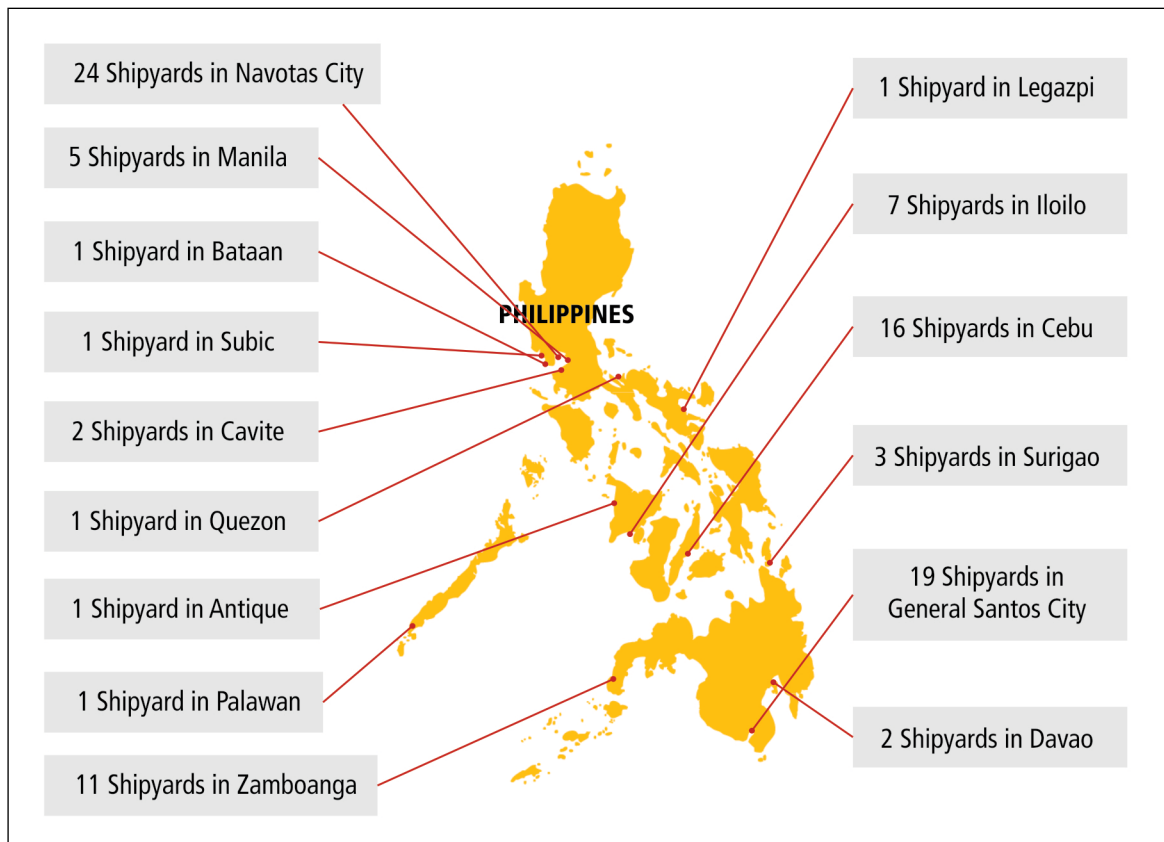 24 Shipyards in Navotas City
5 Shipyards in Manila
1 Shipyard in Bataan
1 Shipyard in Subic
2 Shipyards in Cavite
1 Shipyard in Quezon
1 Shipyard in Antique
1 Shipyard in Palawan
11 Shipyards in Zamboanga
PHILIPPINES
1 Shipyard in Legazpi
7 Shipyards in Iloilo
16 Shipyards in Cebu
3 Shipyards in Surigao
19 Shipyards in
General Santos City
2 Shipyards in Davao